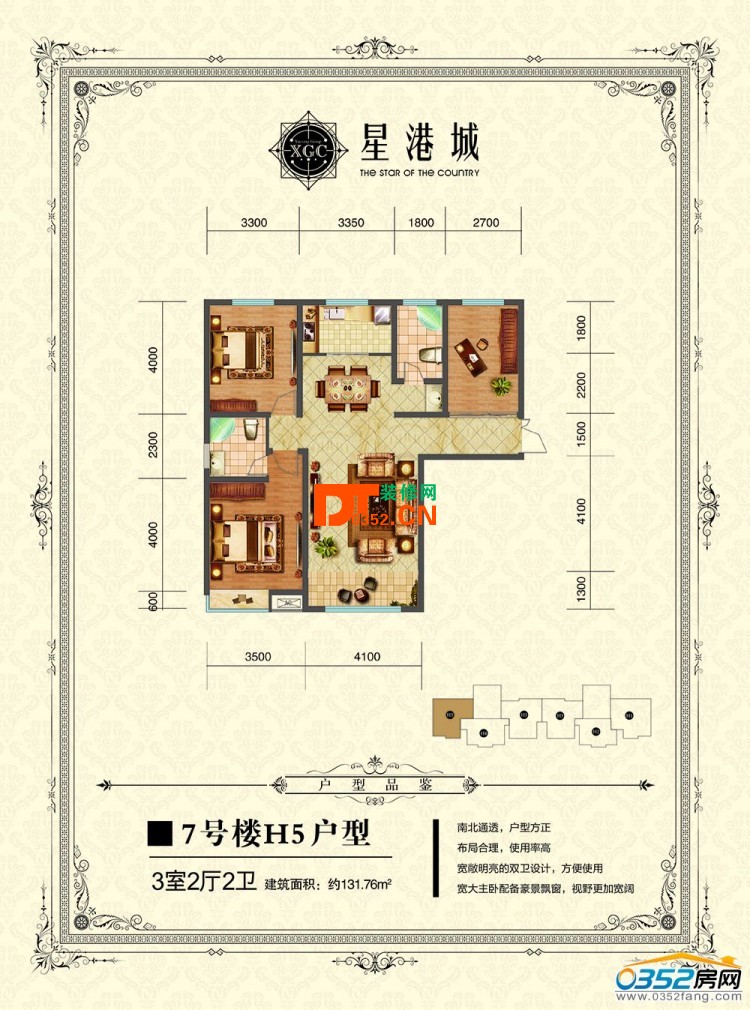 XGC
星港城
THE STAR OF THE COUNTRY
3300 3350 1800 2700
4000
2300
4000
600
1800
2200
1500
4100
1300
DT装修网
352.CN
3500 4100
户型品鉴
7号楼H5户型
3室2厅2卫 建筑面积：约131.76m²
南北通透，户型方正
布局合理，使用率高
宽敞明亮的双卫设计，方便使用
宽大主卧配备豪景飘窗，视野更加宽阔
0352房网
www.0352fang.com